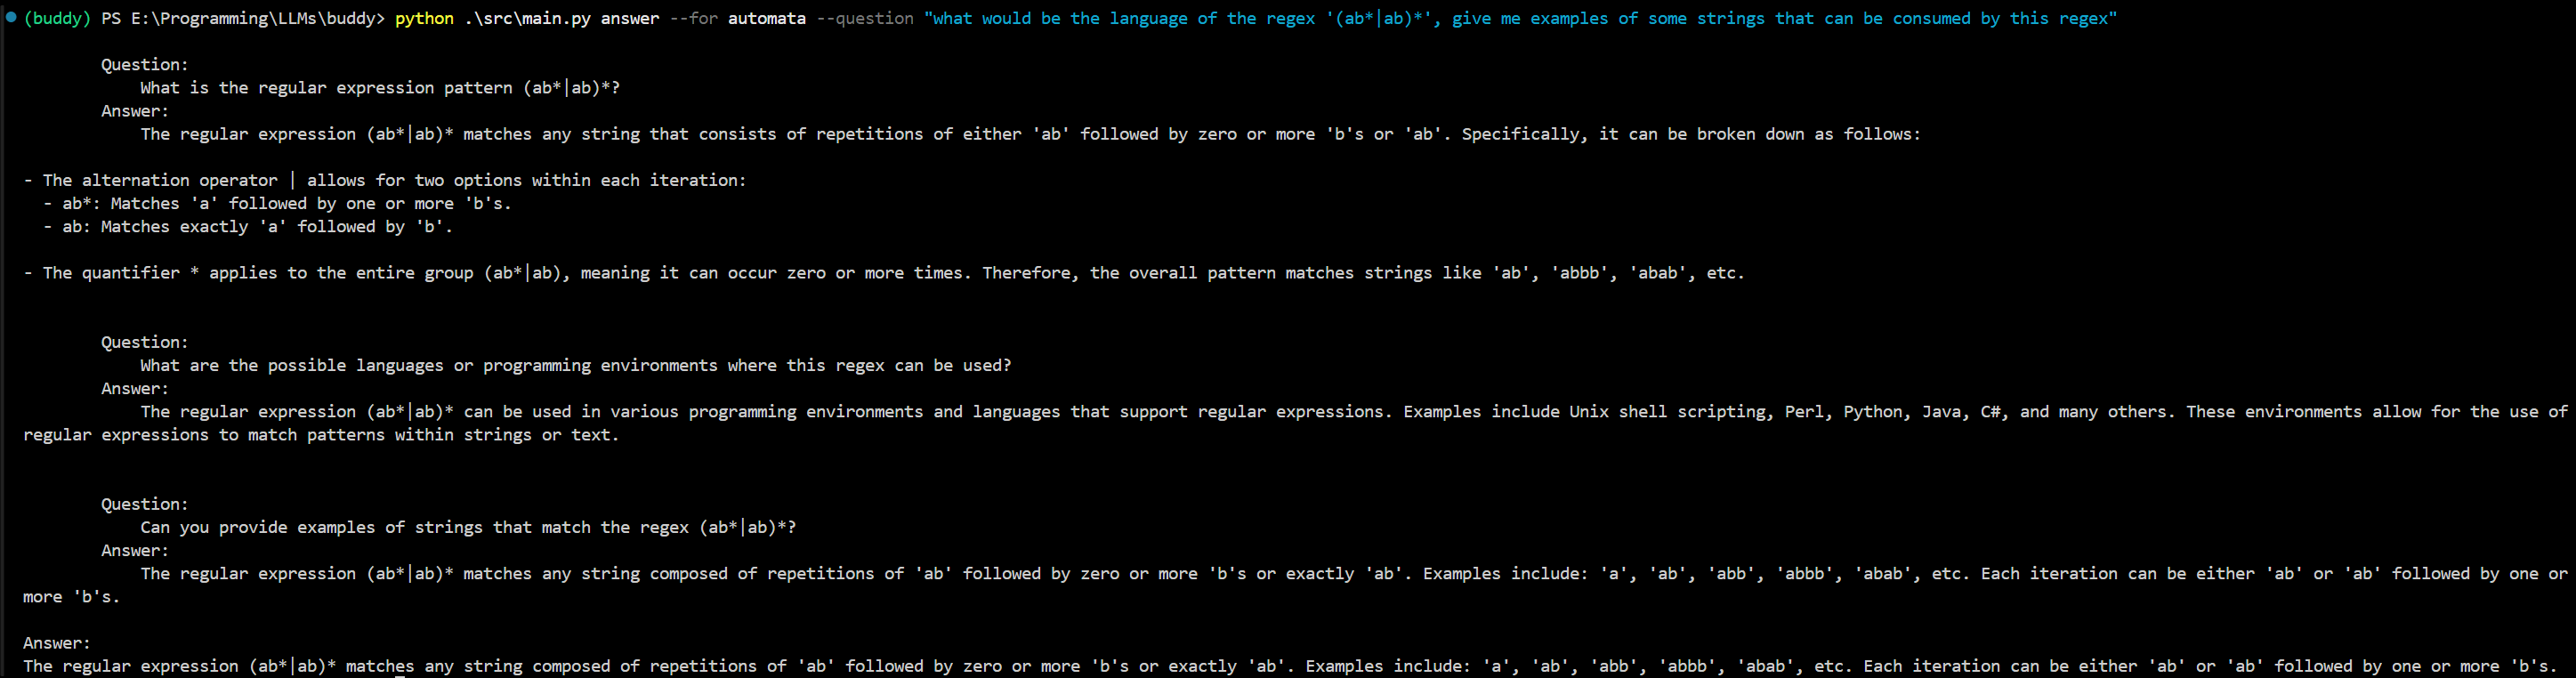 (buddy) PS E:\Programming\LLMs\buddy> python .\src\main.py answer --for automata --question "what would be the language of the regex '(ab*|ab)*', give me examples of some strings that can be consumed by this regex"
Question:
What is the regular expression pattern (ab*|ab)*?
Answer:
The regular expression (ab*|ab)* matches any string that consists of repetitions of either 'ab' followed by zero or more 'b's or 'ab'. Specifically, it can be broken down as follows:
- The alternation operator | allows for two options within each iteration:
- ab*: Matches 'a' followed by one or more 'b's.
- ab: Matches exactly 'a' followed by 'b'.
- The quantifier * applies to the entire group (ab*|ab), meaning it can occur zero or more times. Therefore, the overall pattern matches strings like 'ab', 'abbb', 'abab', etc.
Question:
What are the possible languages or programming environments where this regex can be used?
Answer:
The regular expression (ab*|ab)* can be used in various programming environments and languages that support regular expressions. Examples include Unix shell scripting, Perl, Python, Java, C#, and many others. These environments allow for the use of
regular expressions to match patterns within strings or text.
Question:
Can you provide examples of strings that match the regex (ab*|ab)*?
Answer:
The regular expression (ab*|ab)* matches any string composed of repetitions of 'ab' followed by zero or more 'b's or exactly 'ab'. Examples include: 'a', 'ab', 'abb', 'abbb', 'abab', etc. Each iteration can be either 'ab' or 'ab' followed by one or
more 'b's.
Answer:
The regular expression (ab*|ab)* matches any string composed of repetitions of 'ab' followed by zero or more 'b's or exactly 'ab'. Examples include: 'a', 'ab', 'abb', 'abbb', 'abab', etc. Each iteration can be either 'ab' or 'ab' followed by one or more 'b's.